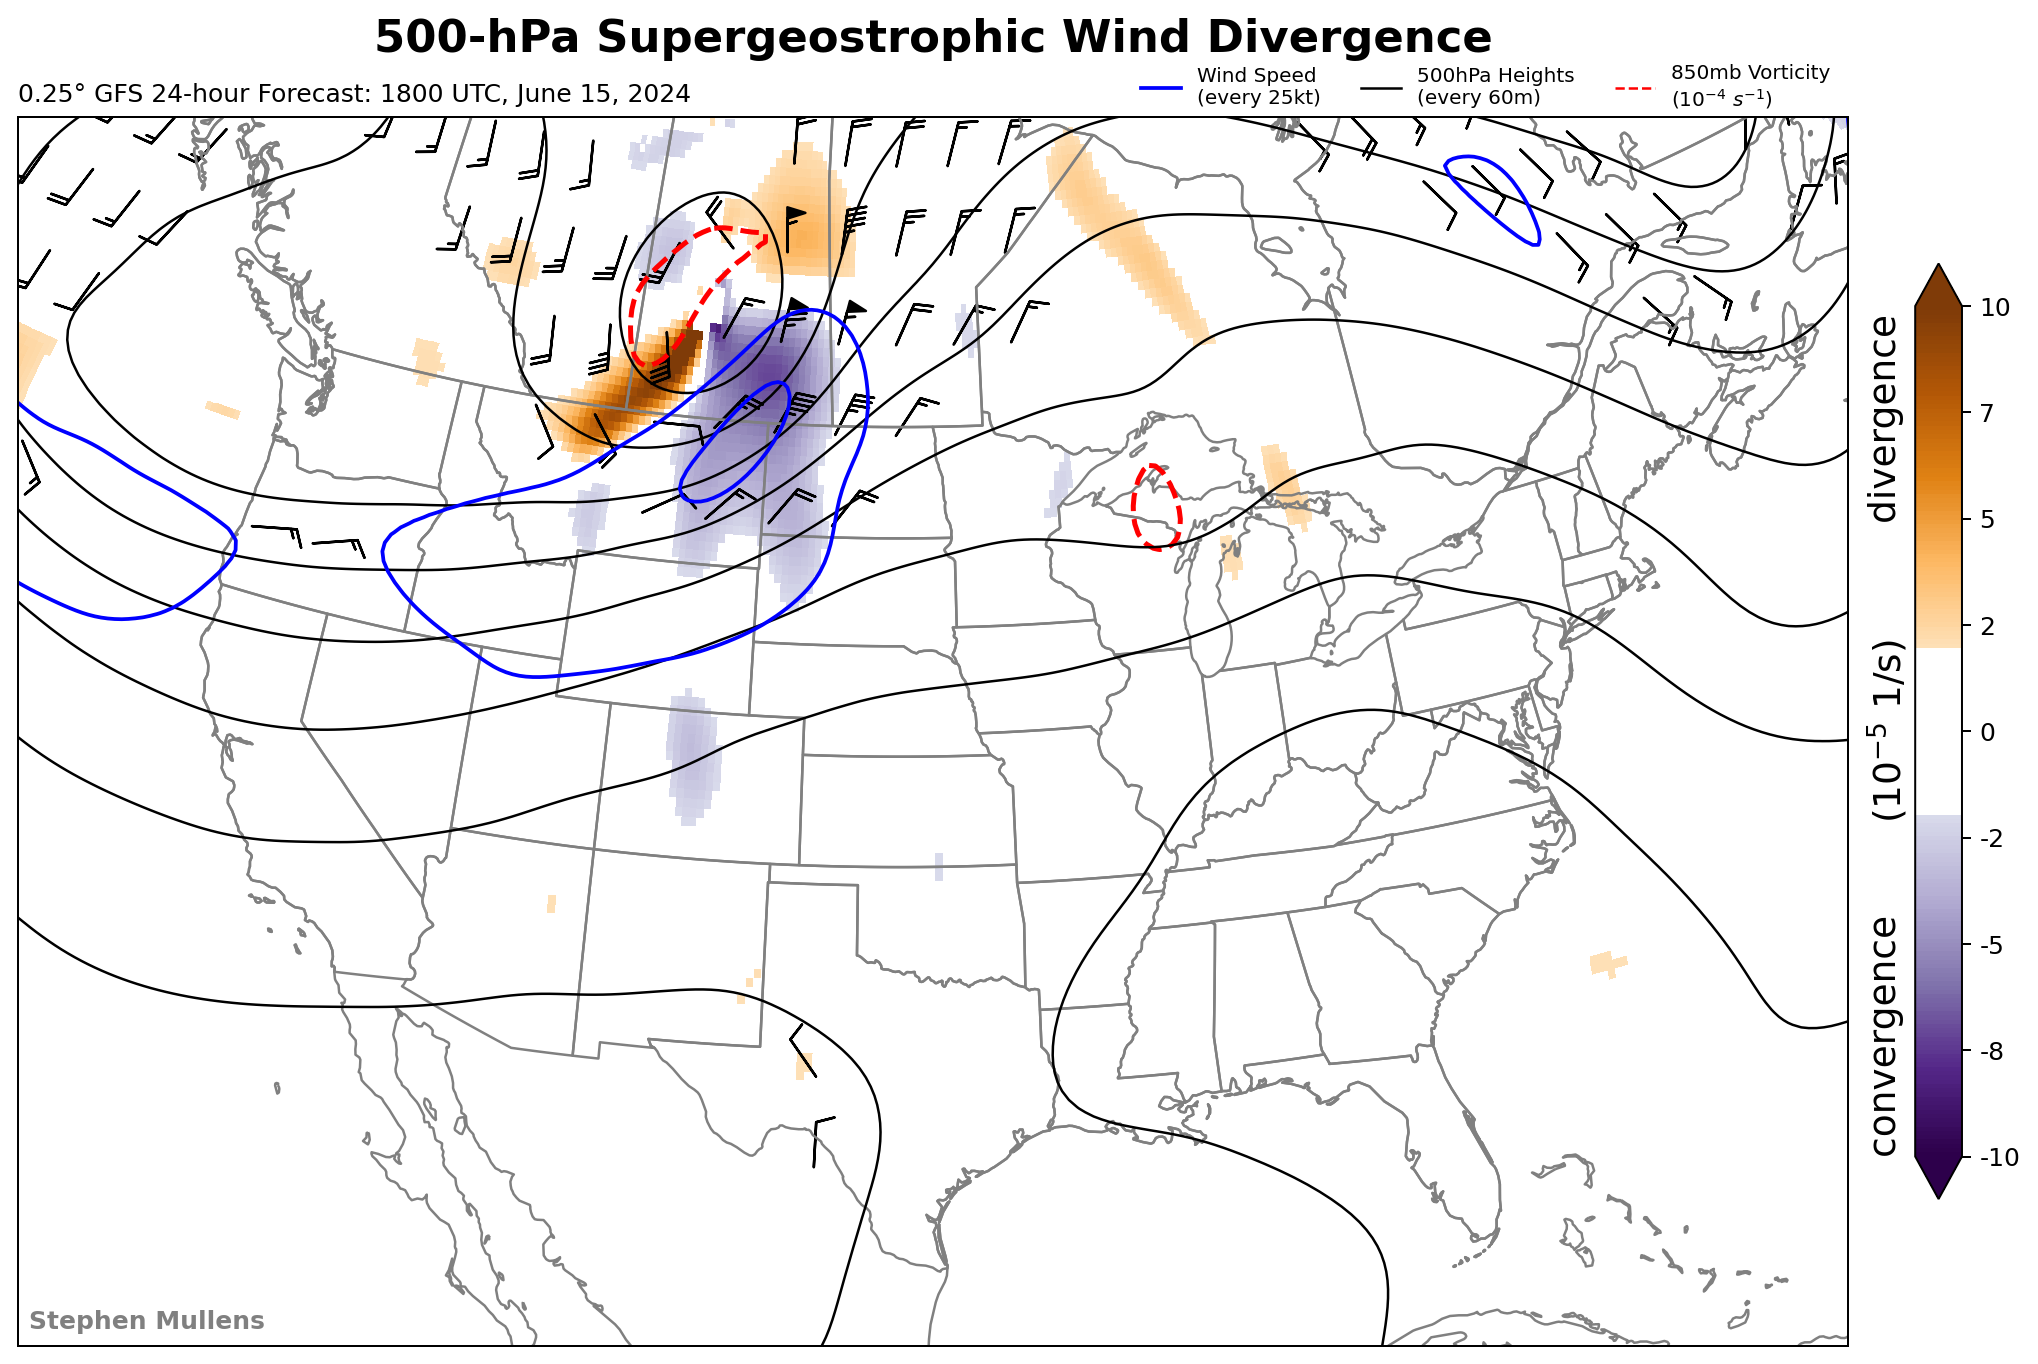 500-hPa Supergeostrophic Wind Divergence
0.25° GFS 24-hour Forecast: 1800 UTC, June 15, 2024
Wind Speed
(every 25kt)
500hPa Heights
(every 60m)
850mb Vorticity
(10⁻⁴ s⁻¹)
10
7
5
2
0
-2
-5
-8
-10
convergence (10⁻⁵ 1/s) divergence
Stephen Mullens